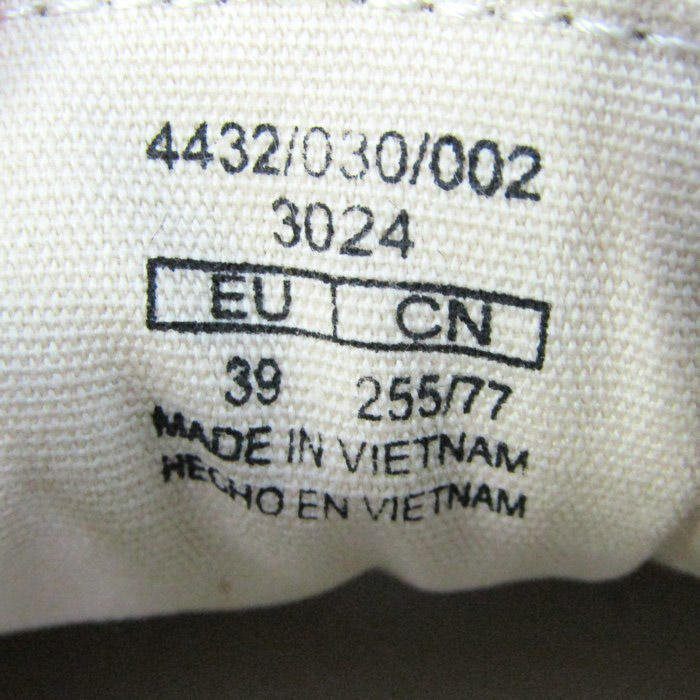 4432/030/002
3024
EU CN
39 255/77
MADE IN VIETNAM
HECHO EN VIETNAM